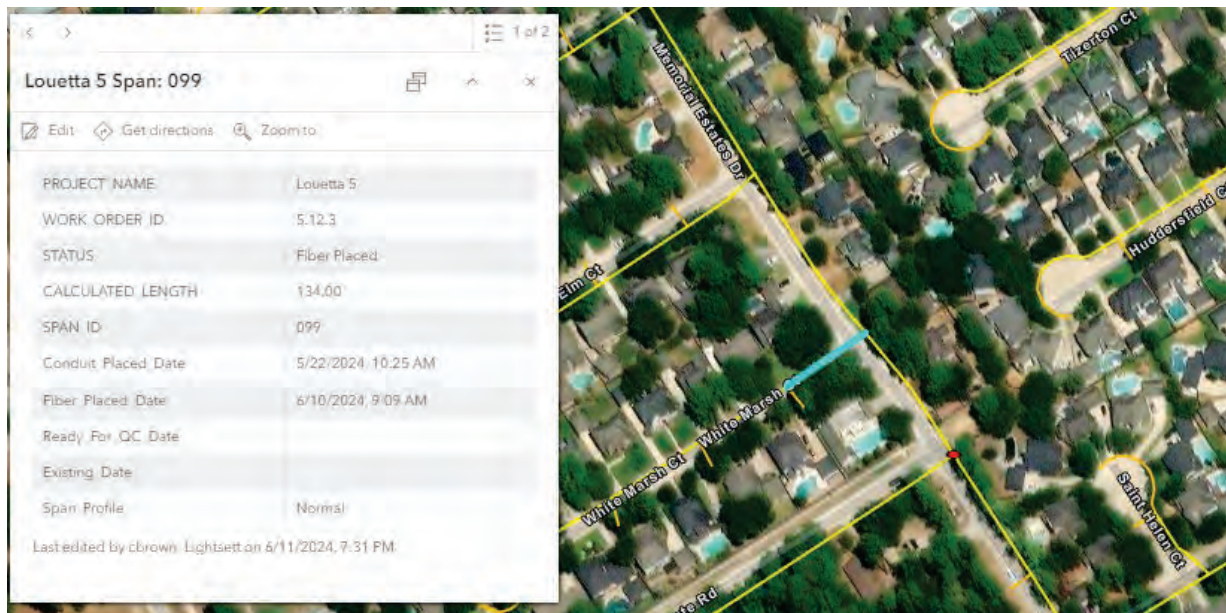 1 of 2
Louetta 5 Span: 099
Edit Get directions Zoom to
PROJECT NAME Louetta 5
WORK ORDER ID 5.12.3
STATUS Fiber Placed
CALCULATED LENGTH 134.00
SPAN ID 099
Conduit Placed Date 5/22/2024, 10:25 AM
Fiber Placed Date 6/10/2024, 9:09 AM
Ready For QC Date
Existing Date
Span Profile Normal
Last edited by cbrown_Lightsett on 6/11/2024, 7:31 PM.
Memorial Estates Dr
Tizerton Ct
Huddersfield C
Elm Ct
White Marsh
White Marsh Ct
Saint Helen Ct
te Rd